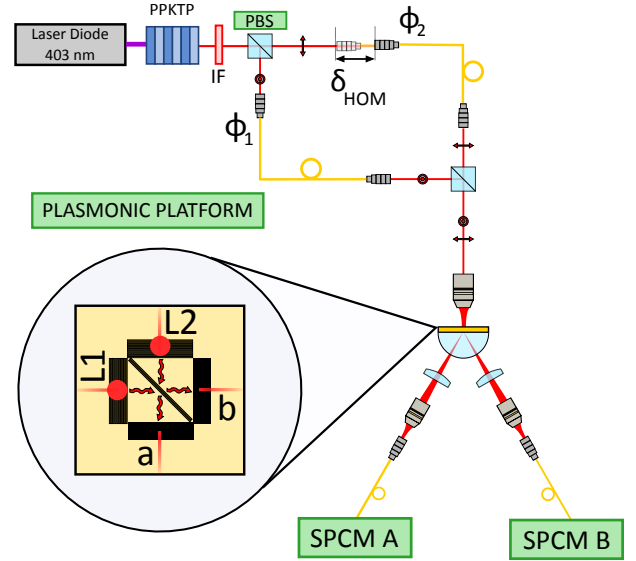 Laser Diode
403 nm
PPKTP
IF
PBS
δHOM
ϕ2
ϕ1
PLASMONIC PLATFORM
L2
L1
b
a
SPCM A
SPCM B